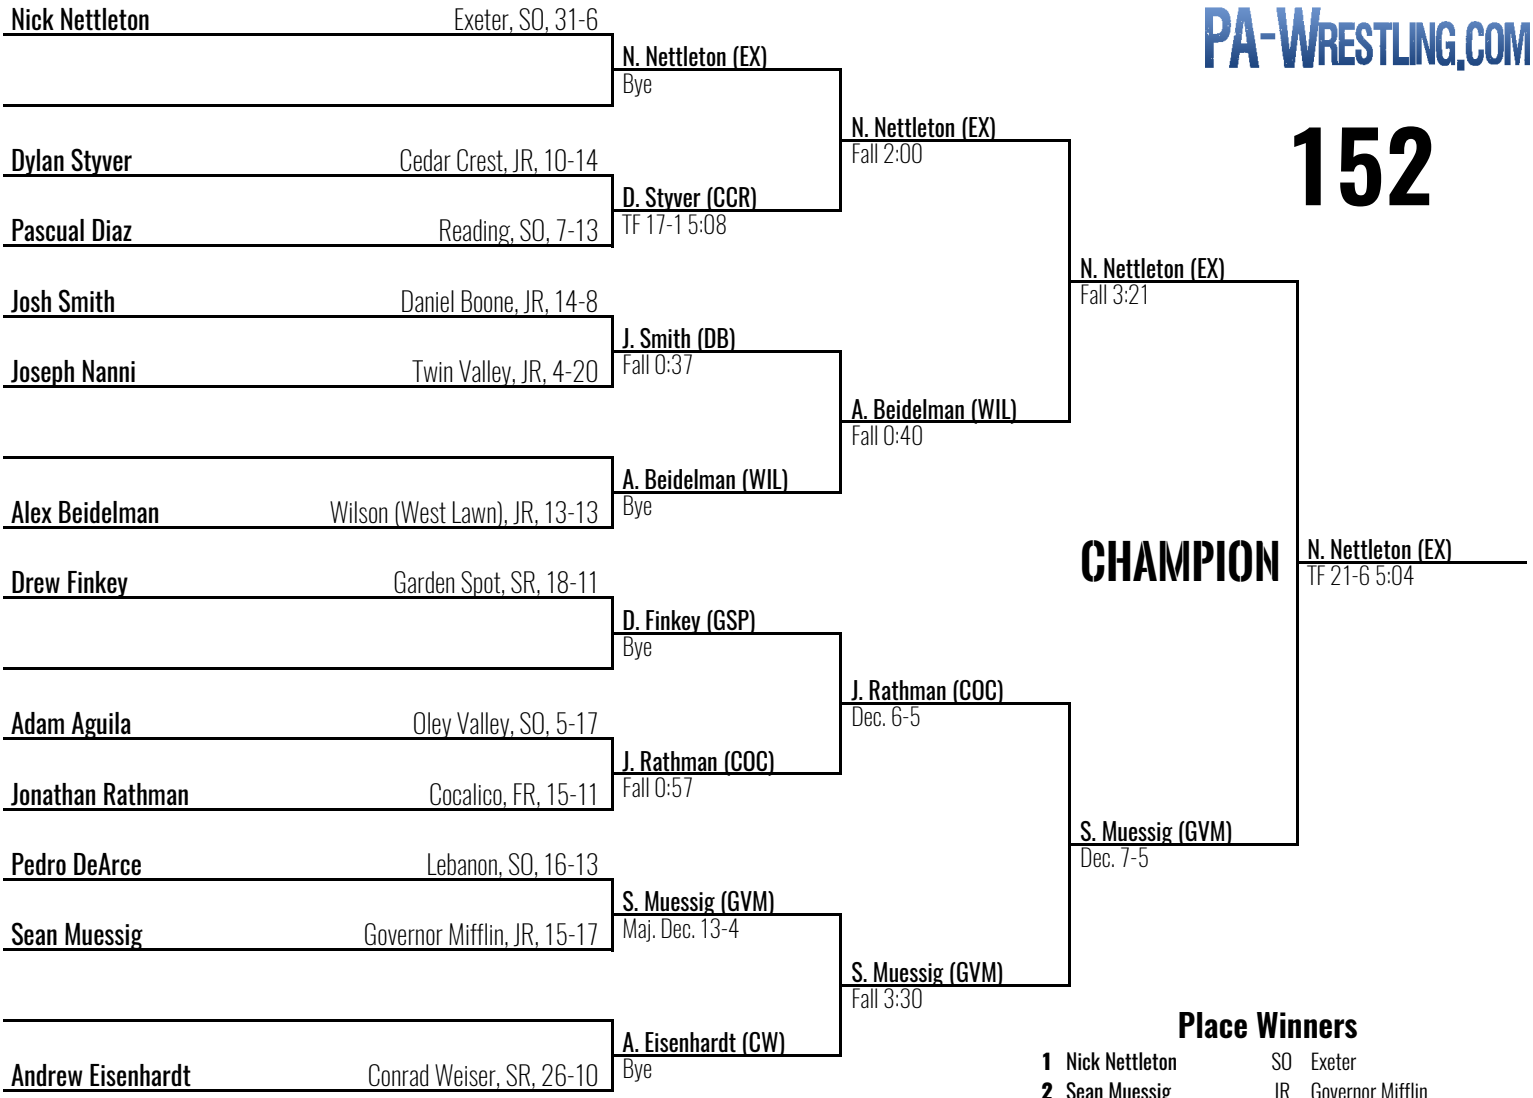 Nick Nettleton Exeter, SO, 31-6
N. Nettleton (EX)
Bye
PA-WRESTLING.COM
152
N. Nettleton (EX)
Fall 2:00
Dylan Styver Cedar Crest, JR, 10-14
D. Styver (CCR)
TF 17-1 5:08
Pascual Diaz Reading, SO, 7-13
N. Nettleton (EX)
Fall 3:21
Josh Smith Daniel Boone, JR, 14-8
J. Smith (DB)
Fall 0:37
Joseph Nanni Twin Valley, JR, 4-20
A. Beidelman (WIL)
Fall 0:40
A. Beidelman (WIL)
Bye
Alex Beidelman Wilson (West Lawn), JR, 13-13
CHAMPION
N. Nettleton (EX)
TF 21-6 5:04
Drew Finkey Garden Spot, SR, 18-11
D. Finkey (GSP)
Bye
J. Rathman (COC)
Dec. 6-5
Adam Aguila Oley Valley, SO, 5-17
J. Rathman (COC)
Fall 0:57
Jonathan Rathman Cocalico, FR, 15-11
S. Muessig (GVM)
Dec. 7-5
Pedro DeArce Lebanon, SO, 16-13
S. Muessig (GVM)
Maj. Dec. 13-4
Sean Muessig Governor Mifflin, JR, 15-17
S. Muessig (GVM)
Fall 3:30
A. Eisenhardt (CW)
Bye
Andrew Eisenhardt Conrad Weiser, SR, 26-10
Place Winners
1 Nick Nettleton SO Exeter
2 Sean Muessig JR Governor Mifflin